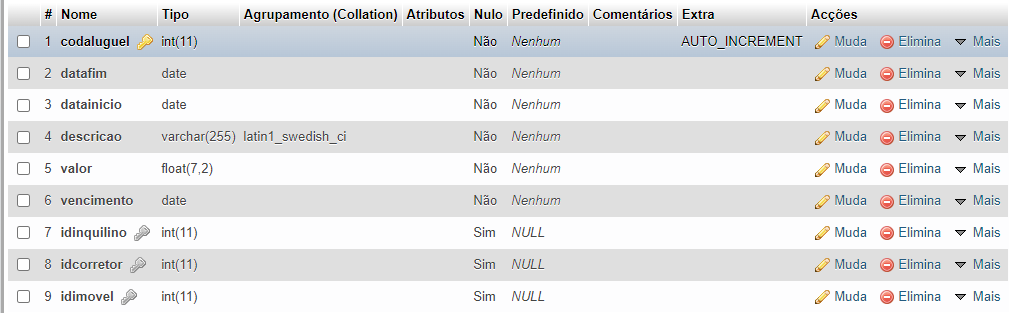 # Nome Tipo Agrupamento (Collation) Atributos Nulo Predefinido Comentários Extra Acções
1 codaluguel int(11) Não Nenhum AUTO_INCREMENT Muda Elimina Mais
2 datafim date Não Nenhum Muda Elimina Mais
3 datainicio date Não Nenhum Muda Elimina Mais
4 descricao varchar(255) latin1_swedish_ci Não Nenhum Muda Elimina Mais
5 valor float(7,2) Não Nenhum Muda Elimina Mais
6 vencimento date Não Nenhum Muda Elimina Mais
7 idinquilino int(11) Sim NULL Muda Elimina Mais
8 idcorretor int(11) Sim NULL Muda Elimina Mais
9 idimovel int(11) Sim NULL Muda Elimina Mais